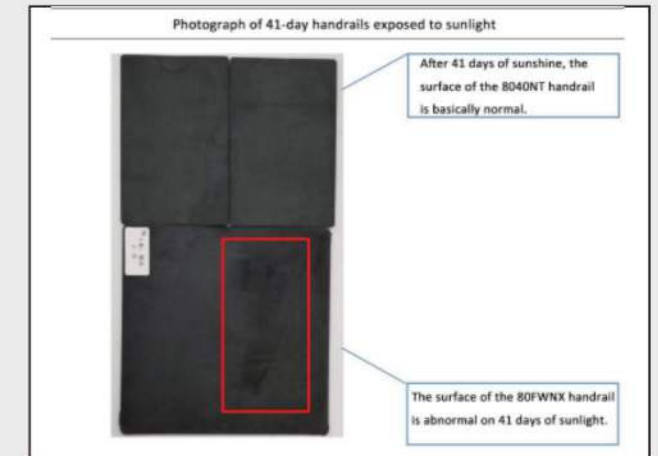 Photograph of 41-day handrails exposed to sunlight
After 41 days of sunshine, the
surface of the 8040NT handrail
is basically normal.
The surface of the 80FWNX handrail
is abnormal on 41 days of sunlight.